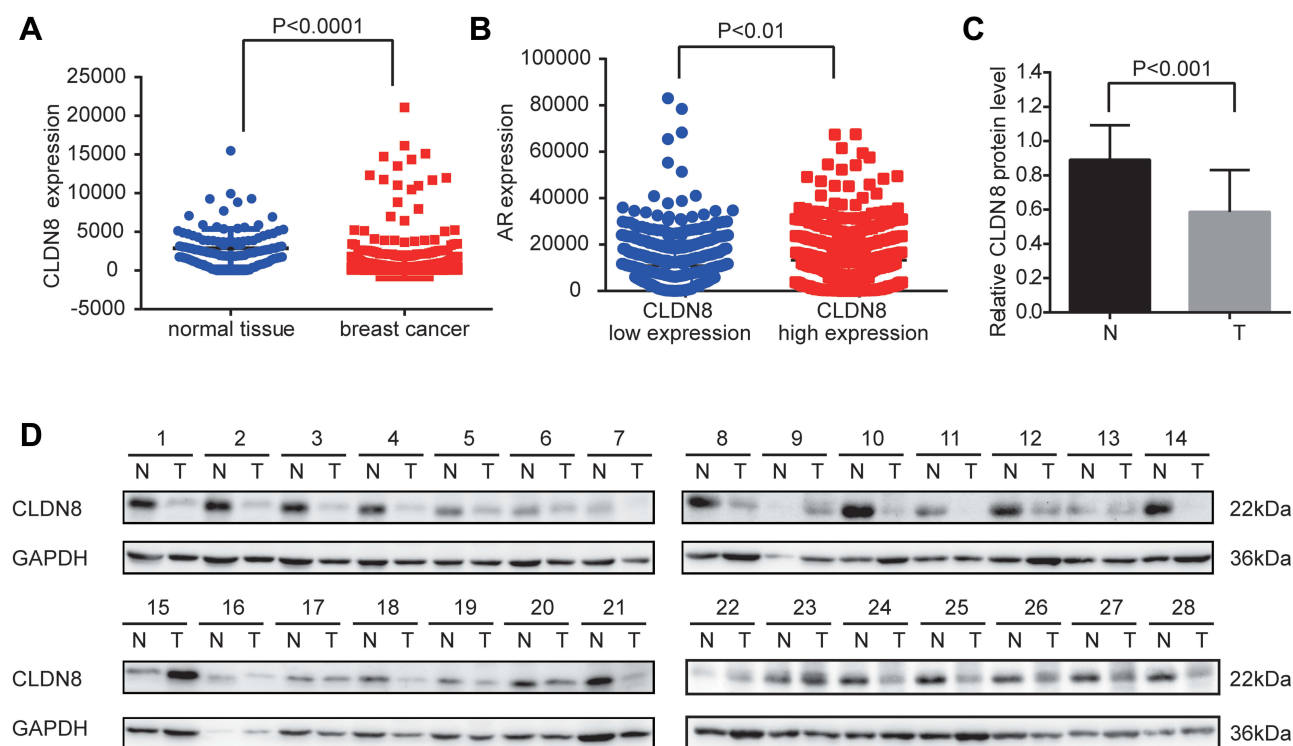 A
P<0.0001
CLDN8 expression
25000
20000
15000
10000
5000
0
-5000
normal tissue
breast cancer
B
P<0.01
AR expression
100000
80000
60000
40000
20000
0
CLDN8
low expression
CLDN8
high expression
C
P<0.001
Relative CLDN8 protein level
1.4
1.2
1.0
0.8
0.6
0.4
0.2
0.0
N
T
D
1 2 3 4 5 6 7 8 9 10 11 12 13 14
N T N T N T N T N T N T N T N T N T N T N T N T N T N T
CLDN8 22kDa
GAPDH 36kDa
15 16 17 18 19 20 21 22 23 24 25 26 27 28
N T N T N T N T N T N T N T N T N T N T N T N T N T N T
CLDN8 22kDa
GAPDH 36kDa